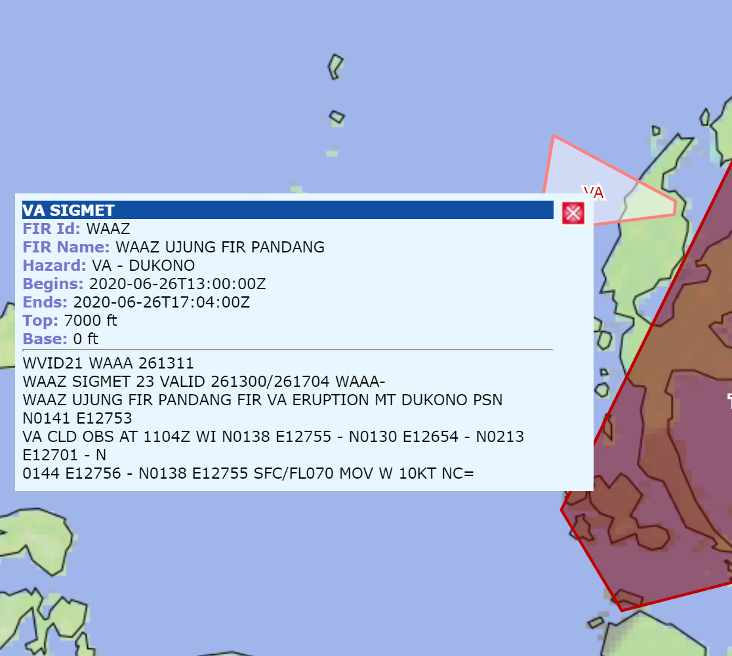 VA
VA SIGMET
FIR Id: WAAZ
FIR Name: WAAZ UJUNG FIR PANDANG
Hazard: VA - DUKONO
Begins: 2020-06-26T13:00:00Z
Ends: 2020-06-26T17:04:00Z
Top: 7000 ft
Base: 0 ft
WVID21 WAAA 261311
WAAZ SIGMET 23 VALID 261300/261704 WAAA-
WAAZ UJUNG FIR PANDANG FIR VA ERUPTION MT DUKONO PSN
N0141 E12753
VA CLD OBS AT 1104Z WI N0138 E12755 - N0130 E12654 - N0213
E12701 - N
0144 E12756 - N0138 E12755 SFC/FL070 MOV W 10KT NC=